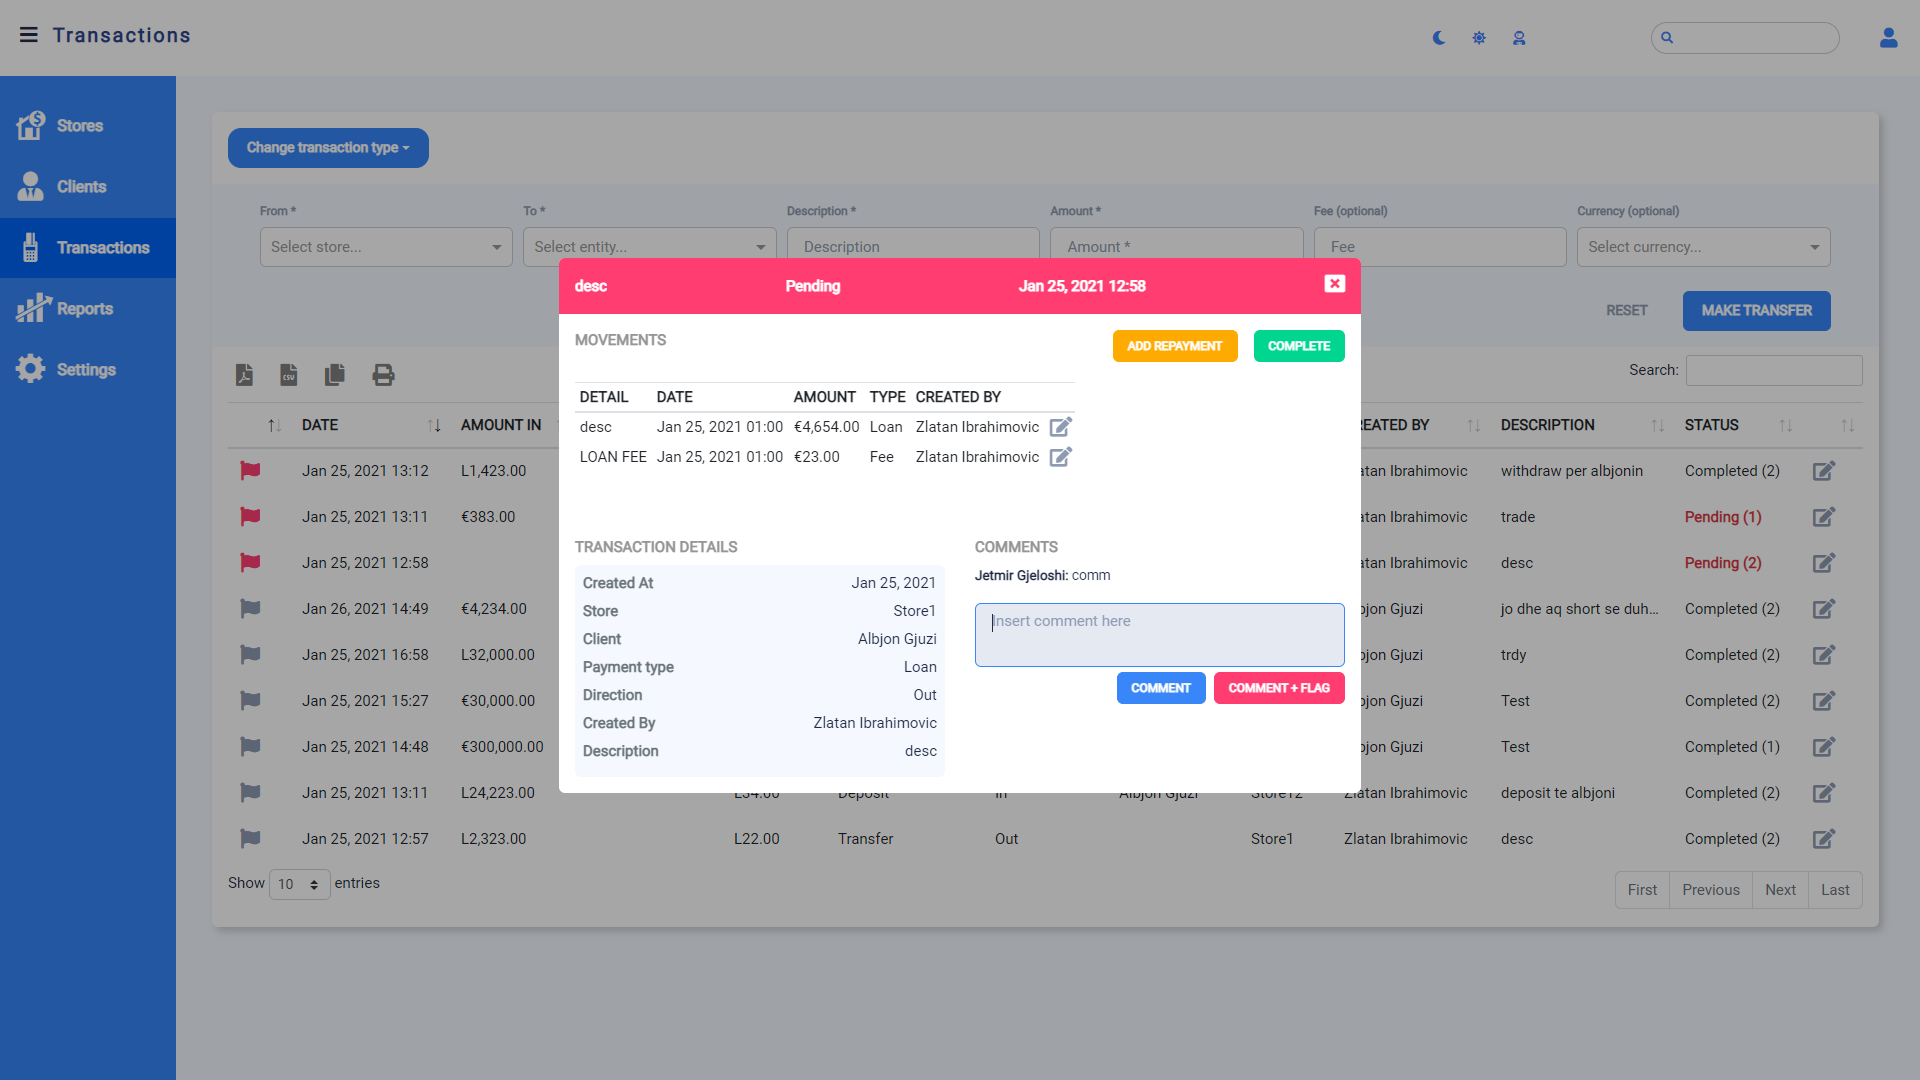 Transactions
Stores
Clients
Transactions
Reports
Settings
Change transaction type
From *
To *
Description *
Amount *
Fee (optional)
Currency (optional)
Select store...
Select entity...
Description
Amount *
Fee
Select currency...
RESET
MAKE TRANSFER
Search:
desc
Pending
Jan 25, 2021 12:58
MOVEMENTS
ADD REPAYMENT
COMPLETE
DETAIL DATE AMOUNT TYPE CREATED BY
desc Jan 25, 2021 01:00 €4,654.00 Loan Zlatan Ibrahimovic
LOAN FEE Jan 25, 2021 01:00 €23.00 Fee Zlatan Ibrahimovic
TRANSACTION DETAILS
Created At Jan 25, 2021
Store Store1
Client Albjon Gjuzi
Payment type Loan
Direction Out
Created By Zlatan Ibrahimovic
Description desc
COMMENTS
Jetmir Gjeloshi: comm
Insert comment here
COMMENT
COMMENT + FLAG
DATE AMOUNT IN EATED BY DESCRIPTION STATUS
Jan 25, 2021 13:12 L1,423.00 atan Ibrahimovic withdraw per albjonin Completed (2)
Jan 25, 2021 13:11 €383.00 atan Ibrahimovic trade Pending (1)
Jan 25, 2021 12:58 atan Ibrahimovic desc Pending (2)
Jan 26, 2021 14:49 €4,234.00 bjon Gjuzi jo dhe aq short se duh... Completed (2)
Jan 25, 2021 16:58 L32,000.00 bjon Gjuzi trdy Completed (2)
Jan 25, 2021 15:27 €30,000.00 bjon Gjuzi Test Completed (2)
Jan 25, 2021 14:48 €300,000.00 bjon Gjuzi Test Completed (1)
Jan 25, 2021 13:11 L24,223.00 L34.00 Deposit In Albjon Gjuzi Store12 Zlatan Ibrahimovic deposit te albjoni Completed (2)
Jan 25, 2021 12:57 L2,323.00 L22.00 Transfer Out Store1 Zlatan Ibrahimovic desc Completed (2)
Show 10 entries
First Previous Next Last